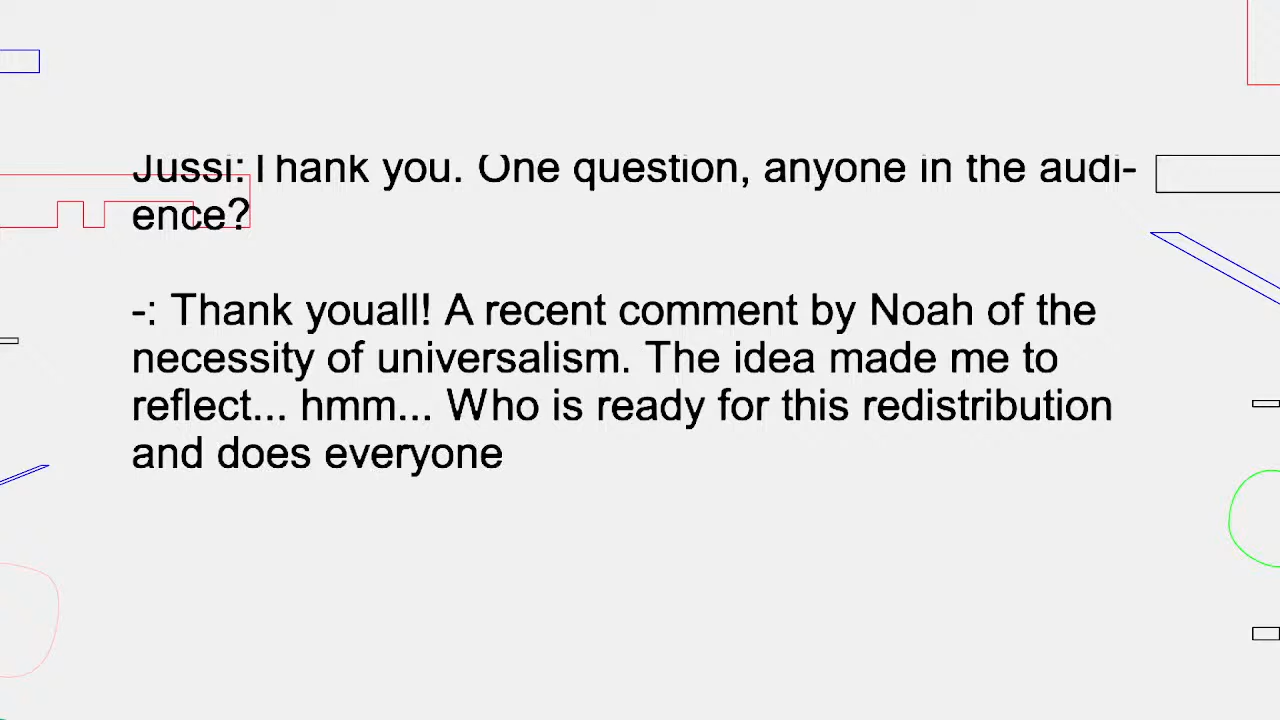 Jussi: Thank you. One question, anyone in the audi-
ence?
-: Thank youall! A recent comment by Noah of the
necessity of universalism. The idea made me to
reflect... hmm... Who is ready for this redistribution
and does everyone